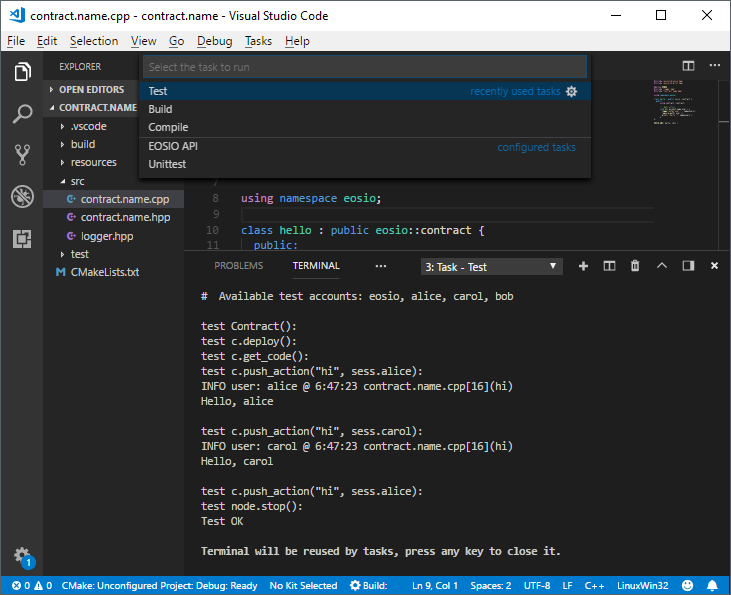 contract.name.cpp - contract.name - Visual Studio Code
File Edit Selection View Go Debug Tasks Help
EXPLORER
OPEN EDITORS
CONTRACT.NAME
.vscode
build
resources
src
contract.name.cpp
contract.name.hpp
logger.hpp
test
CMakeLists.txt
Select the task to run
Test recently used tasks
Build
Compile
EOSIO API configured tasks
Unittest
7
8 using namespace eosio;
9
10 class hello : public eosio::contract {
11 public:
PROBLEMS TERMINAL ••• 3: Task - Test
# Available test accounts: eosio, alice, carol, bob
test Contract():
test c.deploy():
test c.get_code():
test c.push_action("hi", sess.alice):
INFO user: alice @ 6:47:23 contract.name.cpp[16](hi)
Hello, alice
test c.push_action("hi", sess.carol):
INFO user: carol @ 6:47:23 contract.name.cpp[16](hi)
Hello, carol
test c.push_action("hi", sess.alice):
test node.stop():
Test OK
Terminal will be reused by tasks, press any key to close it.
1
0 0 CMake: Unconfigured Project: Debug: Ready No Kit Selected Build: Ln 9, Col 1 Spaces: 2 UTF-8 LF C++ LinuxWin32